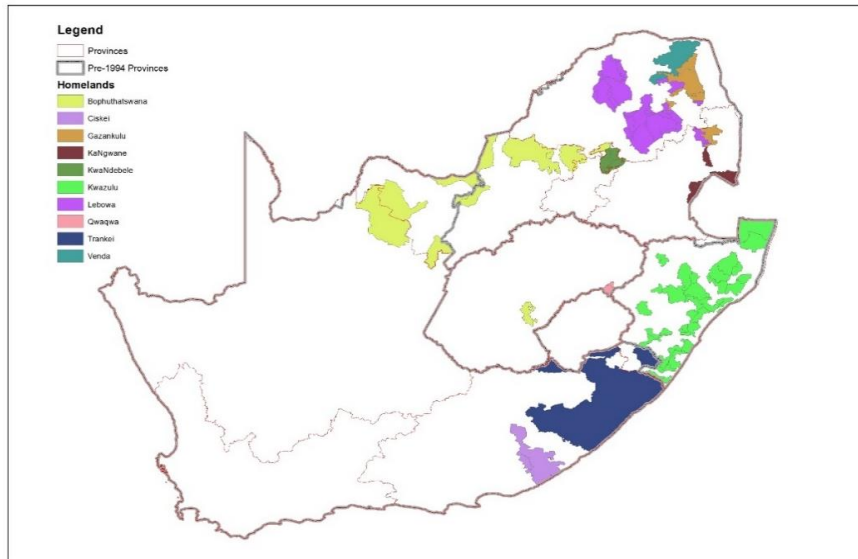 Legend
Provinces
Pre-1994 Provinces
Homelands
Bophuthatswana
Ciskei
Gazankulu
KaNgwane
KwaNdebele
Kwazulu
Lebowa
Qwaqwa
Trankei
Venda